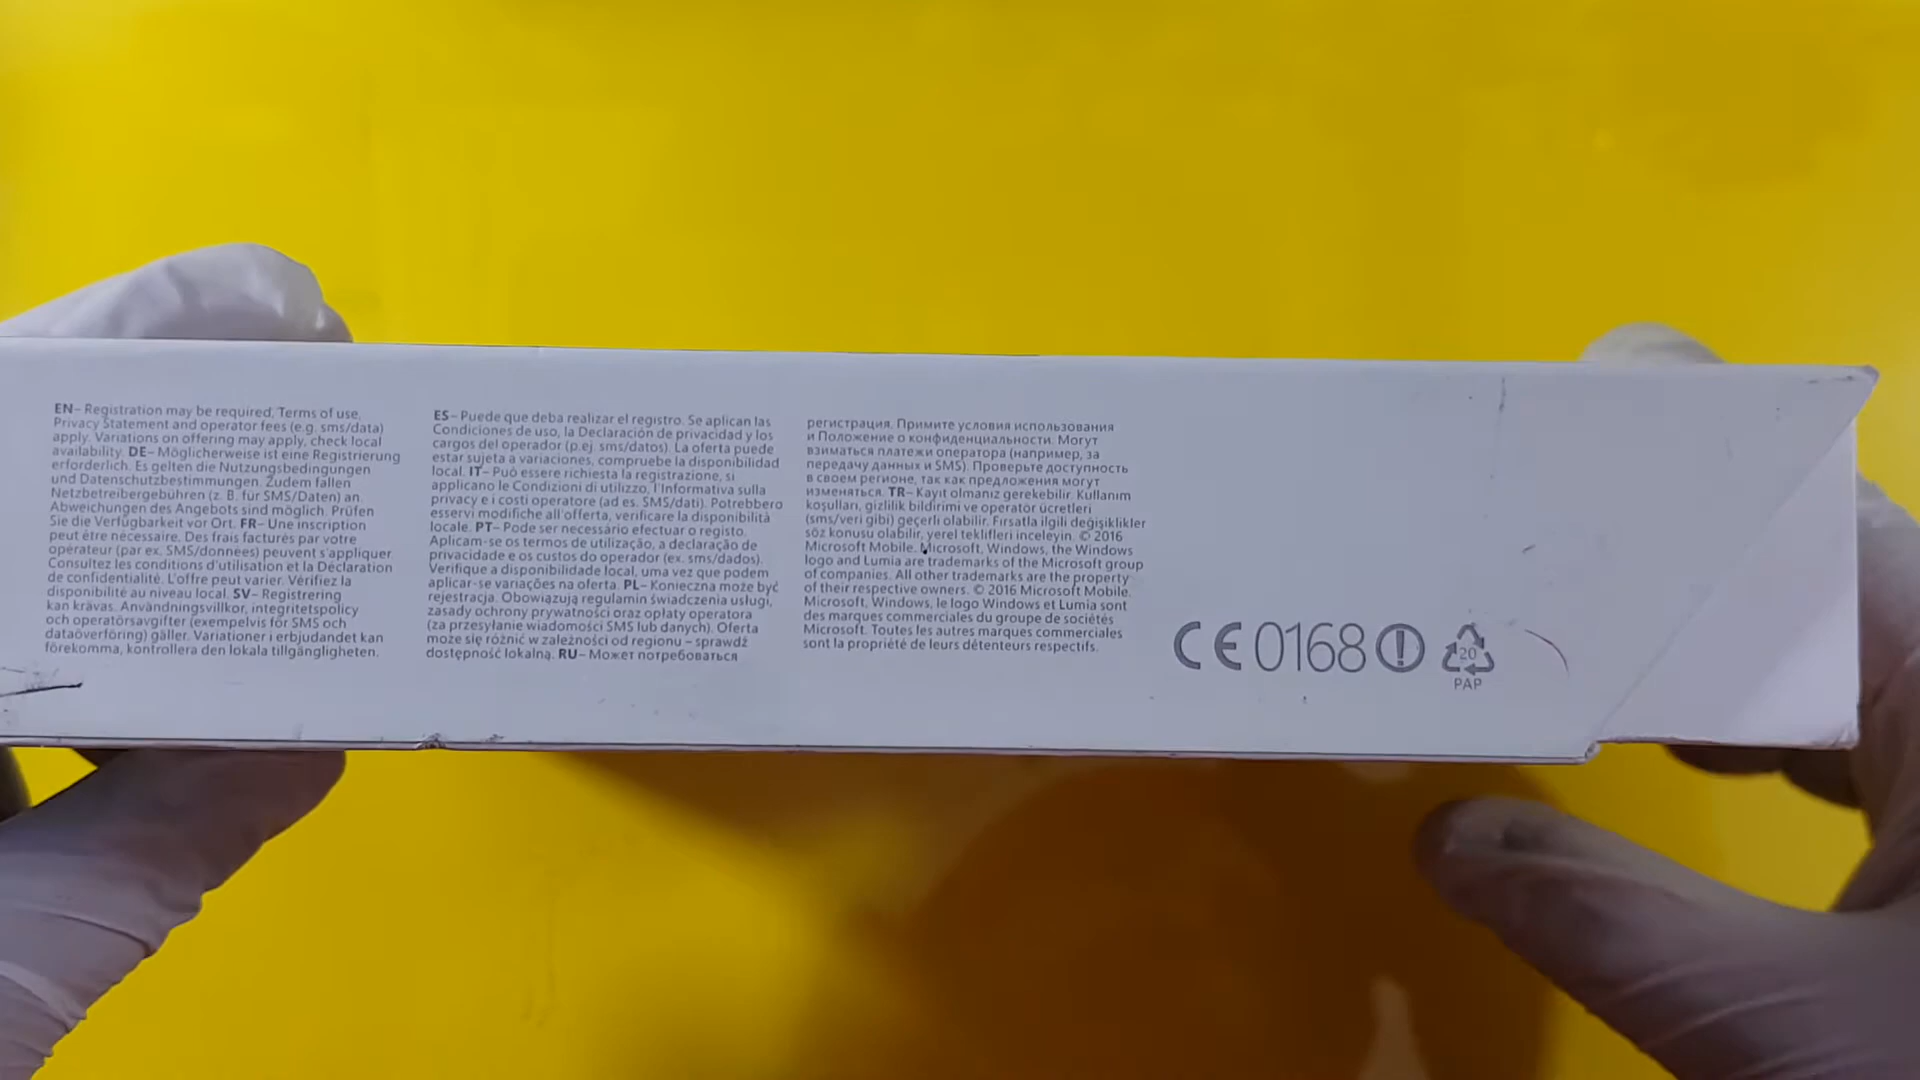 EN– Registration may be required. Terms of use,
Privacy Statement and operator fees (e.g. sms/data)
apply. Variations on offering may apply, check local
availability. DE– Möglicherweise ist eine Registrierung
erforderlich. Es gelten die Nutzungsbedingungen
und Datenschutzbestimmungen. Zudem fallen
Netzbetreibergebühren (z. B. für SMS/Daten) an.
Abweichungen des Angebots sind möglich. Prüfen
Sie die Verfügbarkeit vor Ort. FR– Une inscription
peut être nécessaire. Des frais facturés par votre
opérateur (par ex. SMS/données) peuvent s'appliquer.
Consultez les conditions d'utilisation et la Déclaration
de confidentialité. L'offre peut varier. Vérifiez la
disponibilité au niveau local. SV– Registrering
kan krävas. Användningsvillkor, integritetspolicy
och operatörsavgifter (exempelvis för SMS och
dataöverföring) gäller. Variationer i erbjudandet kan
förekomma, kontrollera den lokala tillgängligheten.
ES– Puede que deba realizar el registro. Se aplican las
Condiciones de uso, la Declaración de privacidad y los
cargos del operador (p.ej. sms/datos). La oferta puede
estar sujeta a variaciones, compruebe la disponibilidad
local. IT– Può essere richiesta la registrazione, si
applicano le Condizioni di utilizzo, l'Informativa sulla
privacy e i costi operatore (ad es. SMS/dati). Potrebbero
esservi modifiche all'offerta, verificare la disponibilità
locale. PT– Pode ser necessário efectuar o registo.
Aplicam-se os termos de utilização, a declaração de
privacidade e os custos do operador (ex. sms/dados).
Verifique a disponibilidade local, uma vez que podem
aplicar-se variações na oferta. PL– Konieczna może być
rejestracja. Obowiązują regulamin świadczenia usługi,
zasady ochrony prywatności oraz opłaty operatora
(za przesyłanie wiadomości SMS lub danych). Oferta
może się różnić w zależności od regionu – sprawdź
dostępność lokalną. RU– Может потребоваться
регистрация. Примите условия использования
и Положение о конфиденциальности. Могут
взиматься платежи оператора (например, за
передачу данных и SMS). Проверьте доступность
в своем регионе, так как предложения могут
изменяться. TR– Kayıt olmanız gerekebilir. Kullanım
koşulları, gizlilik bildirimi ve operatör ücretleri
(sms/veri gibi) geçerli olabilir. Fırsatla ilgili değişiklikler
söz konusu olabilir, yerel teklifleri inceleyin. © 2016
Microsoft Mobile. Microsoft, Windows, the Windows
logo and Lumia are trademarks of the Microsoft group
of companies. All other trademarks are the property
of their respective owners. © 2016 Microsoft Mobile.
Microsoft, Windows, le logo Windows et Lumia sont
des marques commerciales du groupe de sociétés
Microsoft. Toutes les autres marques commerciales
sont la propriété de leurs détenteurs respectifs.
CE 0168
20
PAP